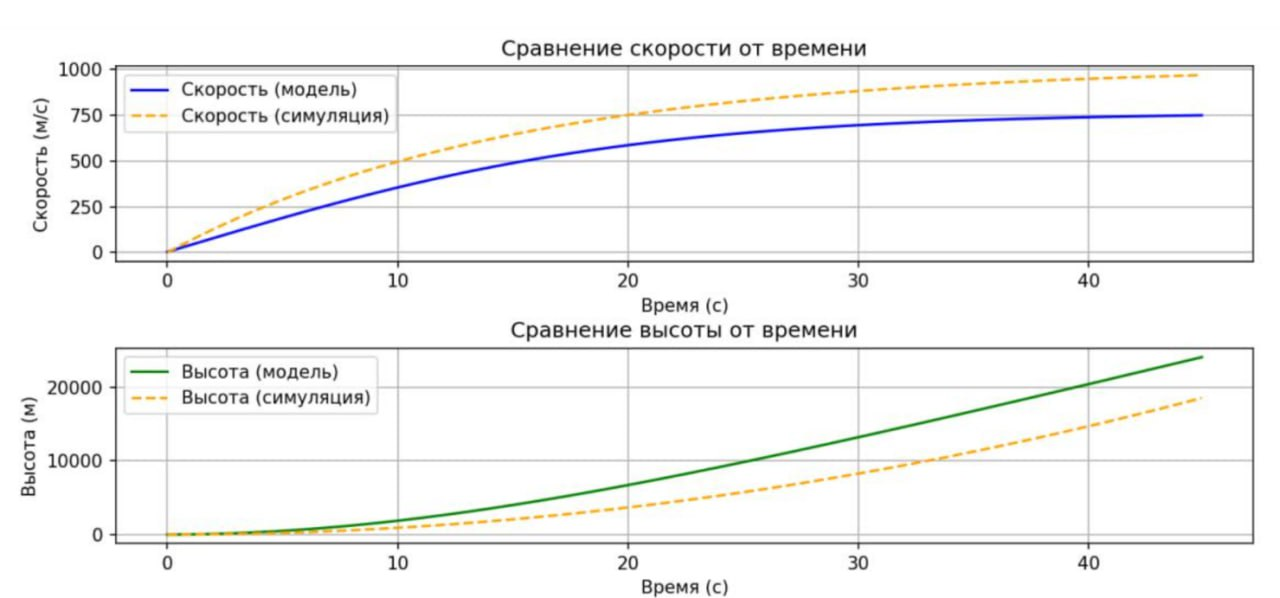 Сравнение скорости от времени
1000
750
500
250
0
Скорость (м/с)
Скорость (модель)
Скорость (симуляция)
0 10 20 30 40
Время (с)
Сравнение высоты от времени
20000
10000
0
Высота (м)
Высота (модель)
Высота (симуляция)
0 10 20 30 40
Время (с)